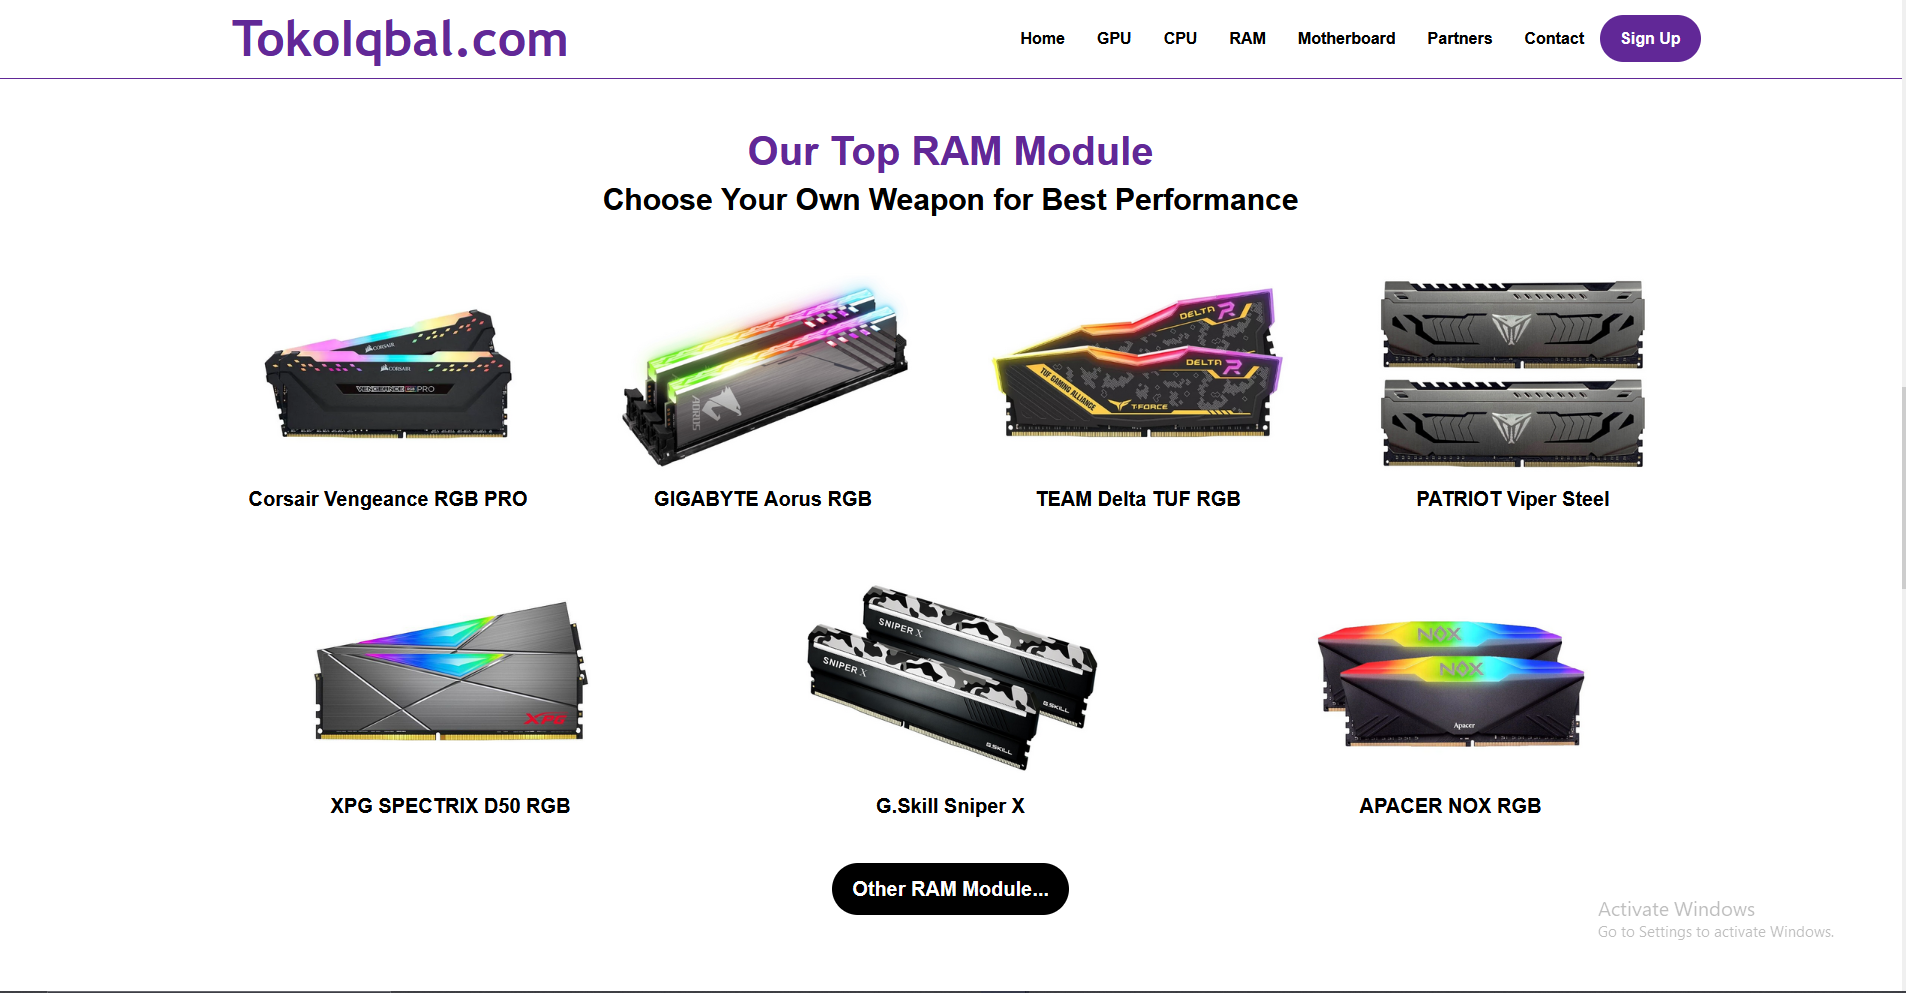 TokoIqbal.com
Home GPU CPU RAM Motherboard Partners Contact Sign Up
Our Top RAM Module
Choose Your Own Weapon for Best Performance
CORSAIR
CORSAIR
VENGEANCE RGB PRO
AORUS
DELTA R
DELTA R
TUF GAMING ALLIANCE
T-FORCE
Corsair Vengeance RGB PRO
GIGABYTE Aorus RGB
TEAM Delta TUF RGB
PATRIOT Viper Steel
XPG
SNIPER X
SNIPER X
G.SKILL
G.SKILL
NOX
NOX
Apacer
XPG SPECTRIX D50 RGB
G.Skill Sniper X
APACER NOX RGB
Other RAM Module...
Activate Windows
Go to Settings to activate Windows.